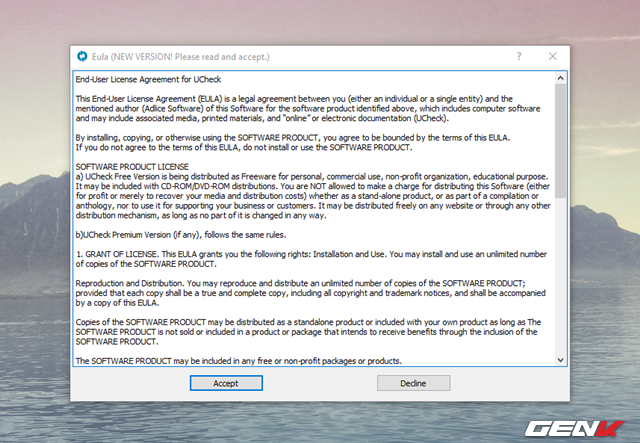 Eula (NEW VERSION! Please read and accept.)
End-User License Agreement for UCheck
This End-User License Agreement (EULA) is a legal agreement between you (either an individual or a single entity) and the
mentioned author (Adlice Software) of this Software for the software product identified above, which includes computer software
and may include associated media, printed materials, and "online" or electronic documentation (UCheck).
By installing, copying, or otherwise using the SOFTWARE PRODUCT, you agree to be bounded by the terms of this EULA.
If you do not agree to the terms of this EULA, do not install or use the SOFTWARE PRODUCT.
SOFTWARE PRODUCT LICENSE
a) UCheck Free Version is being distributed as Freeware for personal, commercial use, non-profit organization, educational purpose.
It may be included with CD-ROM/DVD-ROM distributions. You are NOT allowed to make a charge for distributing this Software (either
for profit or merely to recover your media and distribution costs) whether as a stand-alone product, or as part of a compilation or
anthology, nor to use it for supporting your business or customers. It may be distributed freely on any website or through any other
distribution mechanism, as long as no part of it is changed in any way.
b)UCheck Premium Version (if any), follows the same rules.
1. GRANT OF LICENSE. This EULA grants you the following rights: Installation and Use. You may install and use an unlimited number
of copies of the SOFTWARE PRODUCT.
Reproduction and Distribution. You may reproduce and distribute an unlimited number of copies of the SOFTWARE PRODUCT;
provided that each copy shall be a true and complete copy, including all copyright and trademark notices, and shall be accompanied
by a copy of this EULA.
Copies of the SOFTWARE PRODUCT may be distributed as a standalone product or included with your own product as long as The
SOFTWARE PRODUCT is not sold or included in a product or package that intends to receive benefits through the inclusion of the
SOFTWARE PRODUCT.
The SOFTWARE PRODUCT may be included in any free or non-profit packages or products.
Accept
Decline
GENK